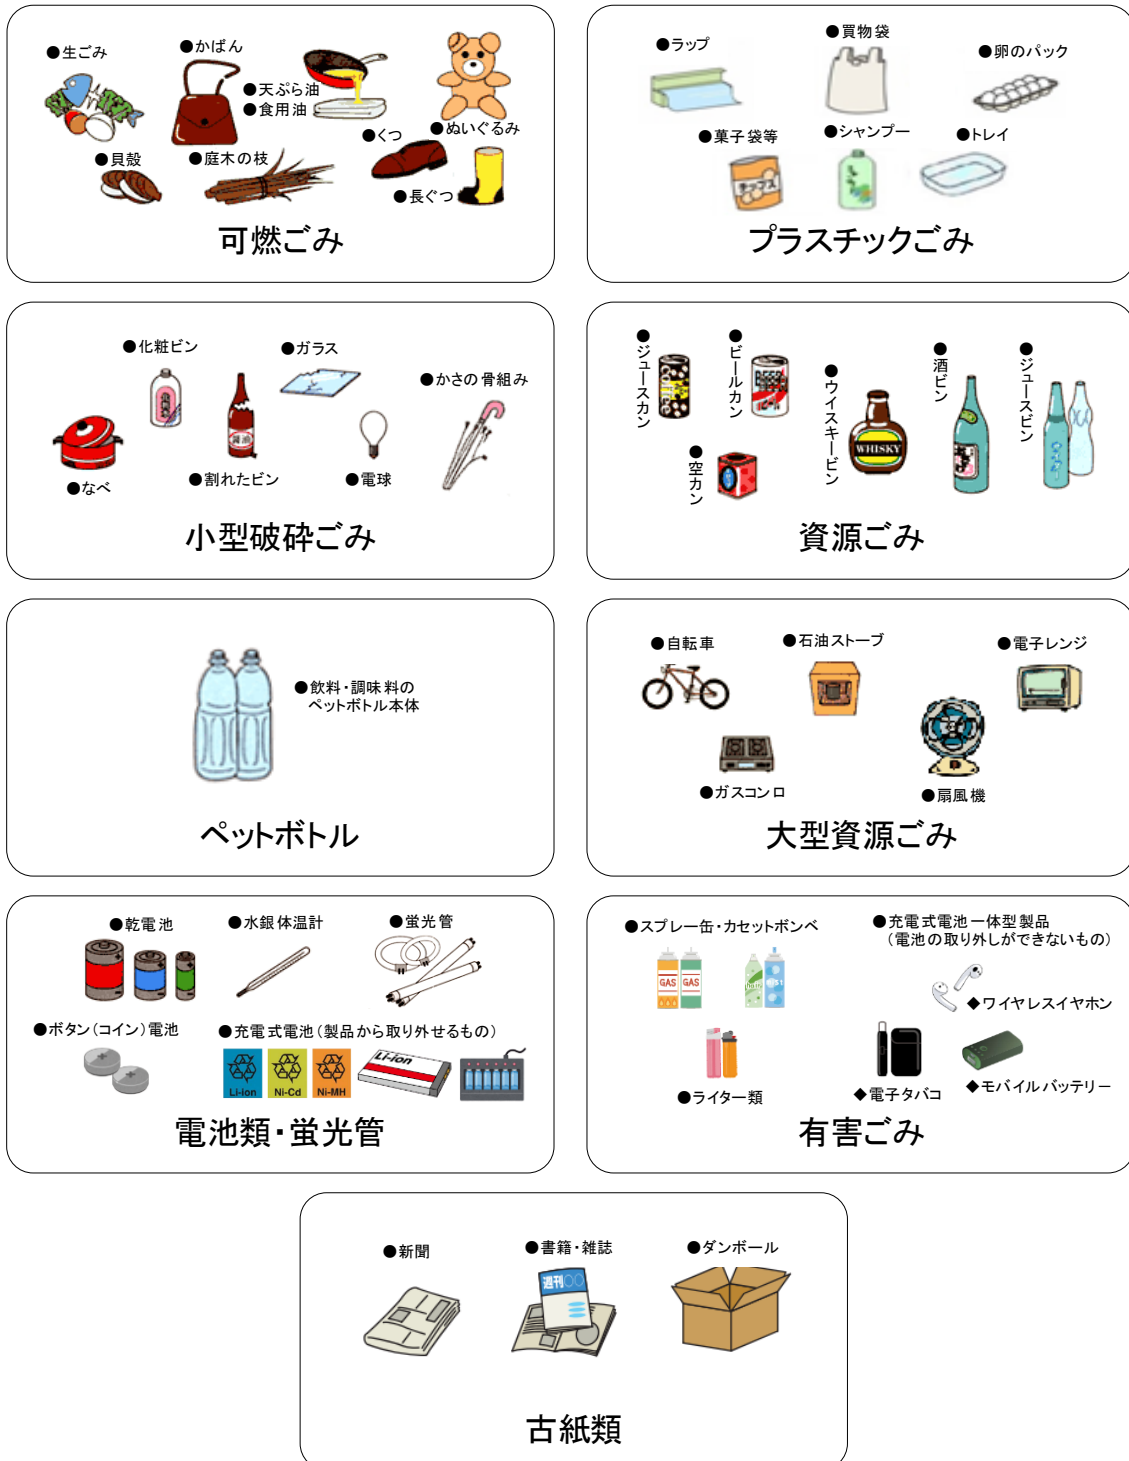 ●生ごみ
●かばん
●天ぷら油
●食用油
●ぬいぐるみ
●くつ
●貝殻
●庭木の枝
●長ぐつ
可燃ごみ
●ラップ
●買物袋
●卵のパック
●菓子袋等
●シャンプー
●トレイ
チップス
プラスチックごみ
●化粧ビン
●ガラス
●かさの骨組み
醤油
●なべ
●割れたビン
●電球
小型破砕ごみ
●ジュースカン
●ビールカン
●ウイスキービン
●酒ビン
●ジュースビン
●空カン
WHISKY
資源ごみ
●飲料・調味料の
ペットボトル本体
ペットボトル
●自転車
●石油ストーブ
●電子レンジ
●ガスコンロ
●扇風機
大型資源ごみ
●乾電池
●水銀体温計
●蛍光管
●ボタン(コイン)電池
●充電式電池(製品から取り外せるもの)
Li-ion
Ni-Cd
Ni-MH
Li-ion
電池類・蛍光管
●スプレー缶・カセットボンベ
●充電式電池一体型製品
(電池の取り外しができないもの)
GAS
GAS
◆ワイヤレスイヤホン
●ライター類
◆電子タバコ
◆モバイルバッテリー
有害ごみ
●新聞
●書籍・雑誌
●ダンボール
週刊○○
古紙類